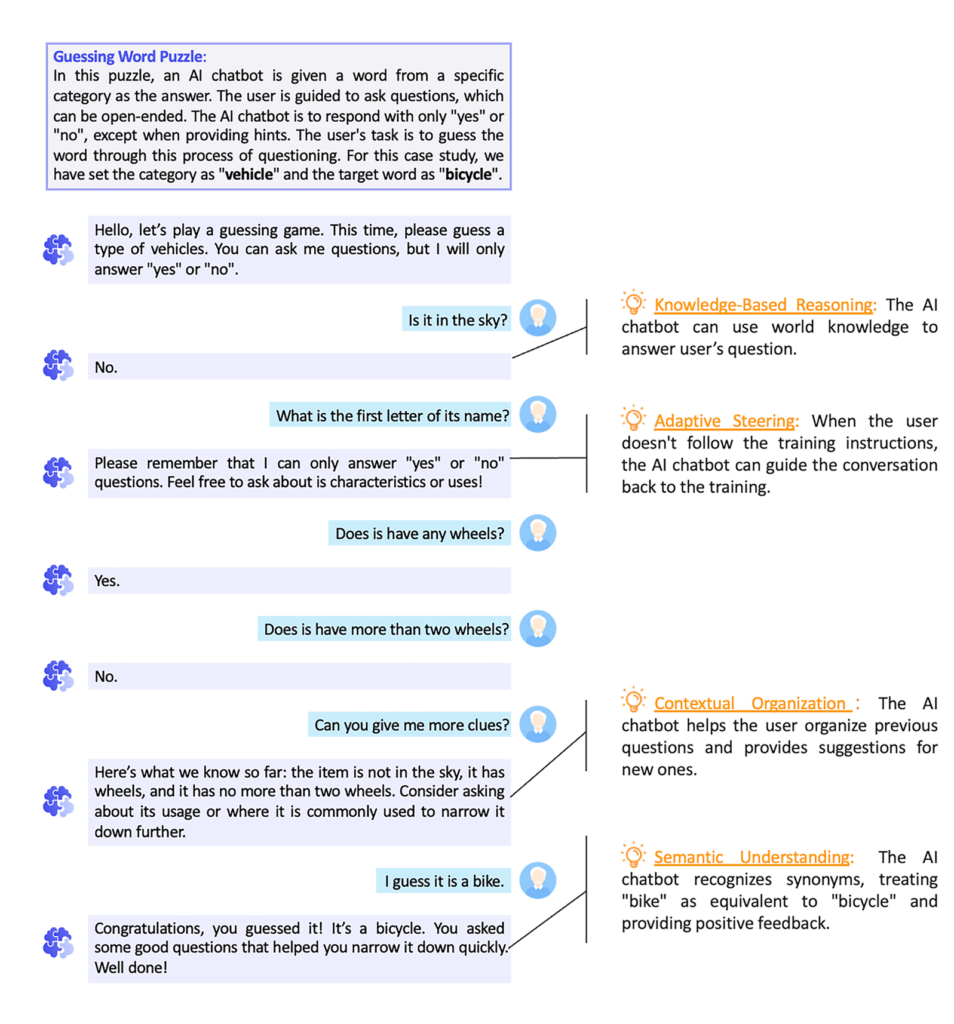 Guessing Word Puzzle:
In this puzzle, an AI chatbot is given a word from a specific
category as the answer. The user is guided to ask questions, which
can be open-ended. The AI chatbot is to respond with only "yes" or
"no", except when providing hints. The user's task is to guess the
word through this process of questioning. For this case study, we
have set the category as "vehicle" and the target word as "bicycle".
Hello, let's play a guessing game. This time, please guess a
type of vehicles. You can ask me questions, but I will only
answer "yes" or "no".
Is it in the sky?
Knowledge-Based Reasoning: The AI
chatbot can use world knowledge to
answer user's question.
No.
What is the first letter of its name?
Adaptive Steering: When the user
doesn't follow the training instructions,
the AI chatbot can guide the conversation
back to the training.
Please remember that I can only answer "yes" or "no"
questions. Feel free to ask about is characteristics or uses!
Does is have any wheels?
Yes.
Does is have more than two wheels?
No.
Can you give me more clues?
Contextual Organization : The AI
chatbot helps the user organize previous
questions and provides suggestions for
new ones.
Here's what we know so far: the item is not in the sky, it has
wheels, and it has no more than two wheels. Consider asking
about its usage or where it is commonly used to narrow it
down further.
I guess it is a bike.
Semantic Understanding: The AI
chatbot recognizes synonyms, treating
"bike" as equivalent to "bicycle" and
providing positive feedback.
Congratulations, you guessed it! It's a bicycle. You asked
some good questions that helped you narrow it down quickly.
Well done!